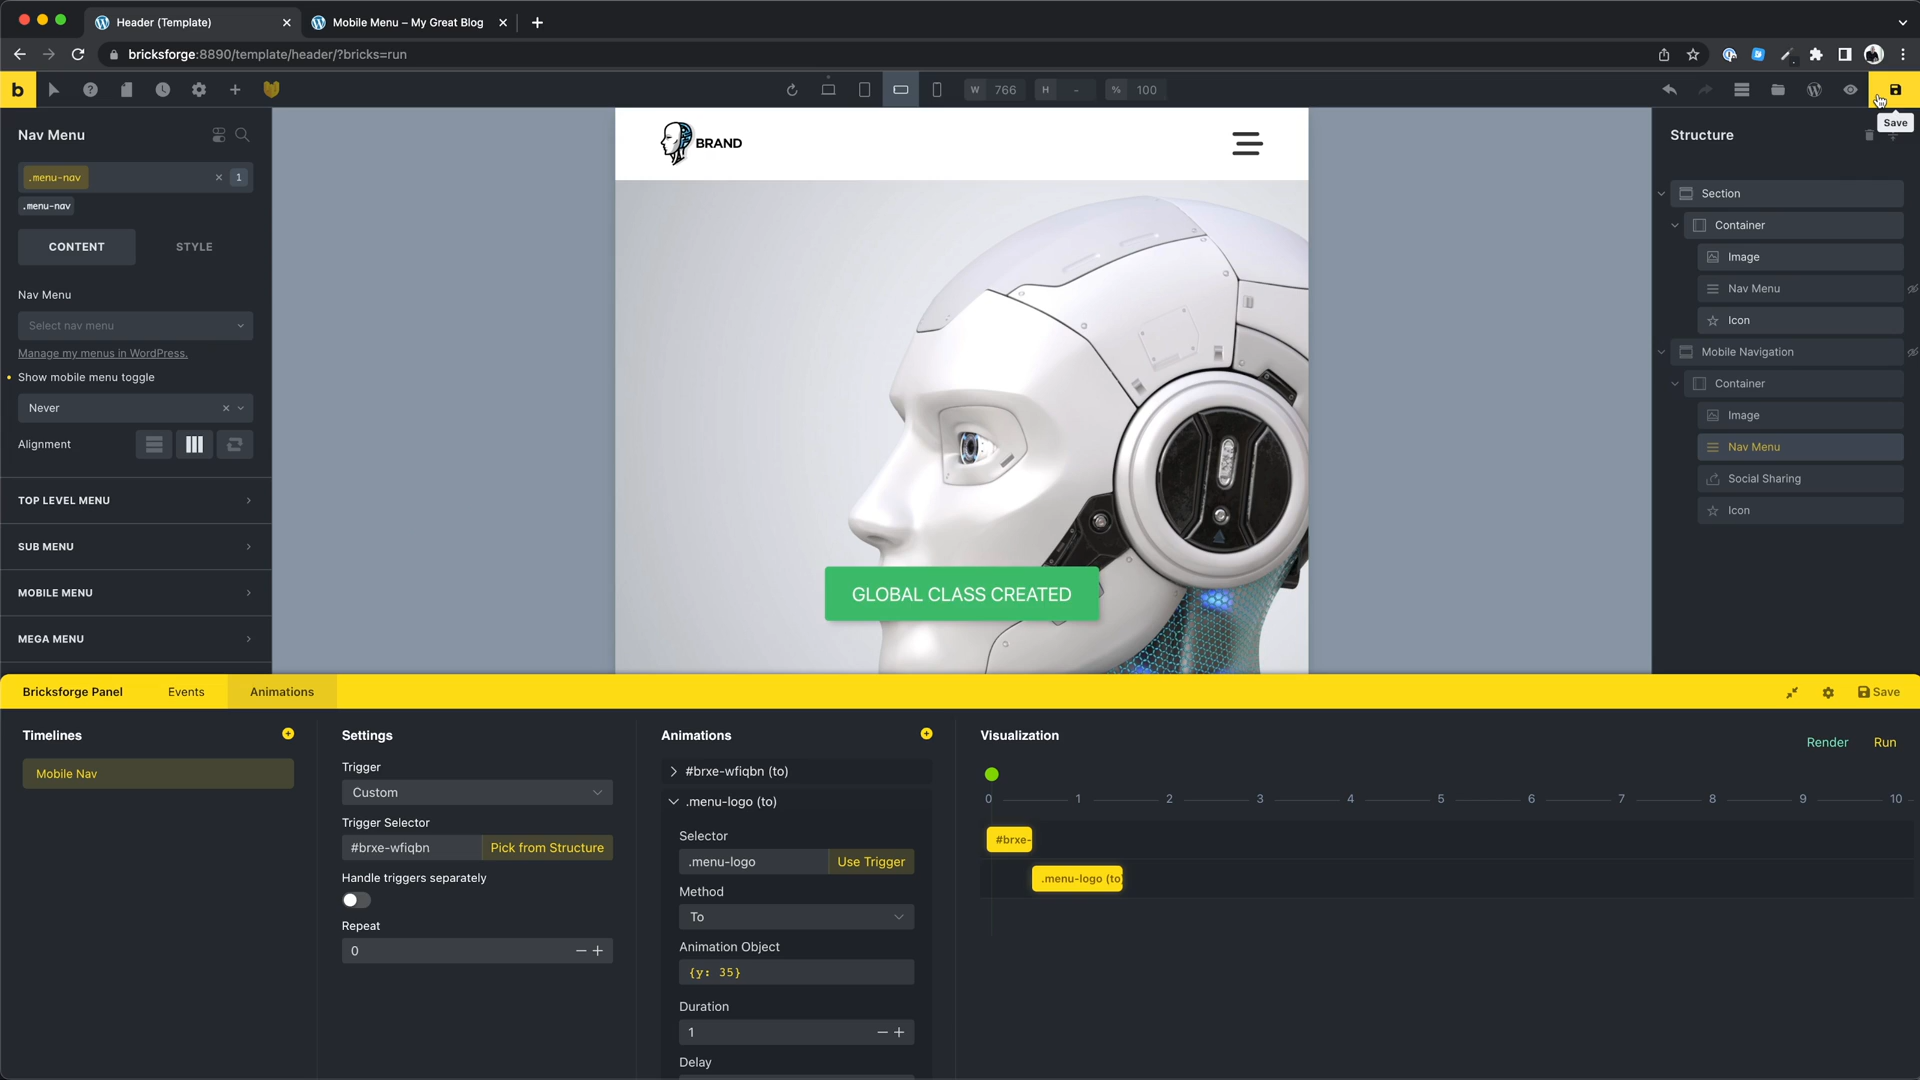 Header (Template)
Mobile Menu – My Great Blog
bricksforge:8890/template/header/?bricks=run
b
W 766
H -
% 100
Save
Nav Menu
.menu-nav
1
.menu-nav
CONTENT
STYLE
Nav Menu
Select nav menu
Manage my menus in WordPress.
Show mobile menu toggle
Never
Alignment
TOP LEVEL MENU
SUB MENU
MOBILE MENU
MEGA MENU
BRAND
GLOBAL CLASS CREATED
Structure
Section
Container
Image
Nav Menu
Icon
Mobile Navigation
Container
Image
Nav Menu
Social Sharing
Icon
Bricksforge Panel
Events
Animations
Save
Timelines
Mobile Nav
Settings
Trigger
Custom
Trigger Selector
#brxe-wfiqbn
Pick from Structure
Handle triggers separately
Repeat
0
Animations
#brxe-wfiqbn (to)
.menu-logo (to)
Selector
.menu-logo
Use Trigger
Method
To
Animation Object
{y: 35}
Duration
1
Delay
Visualization
Render
Run
0 1 2 3 4 5 6 7 8 9 10
#brxe-
.menu-logo (to)